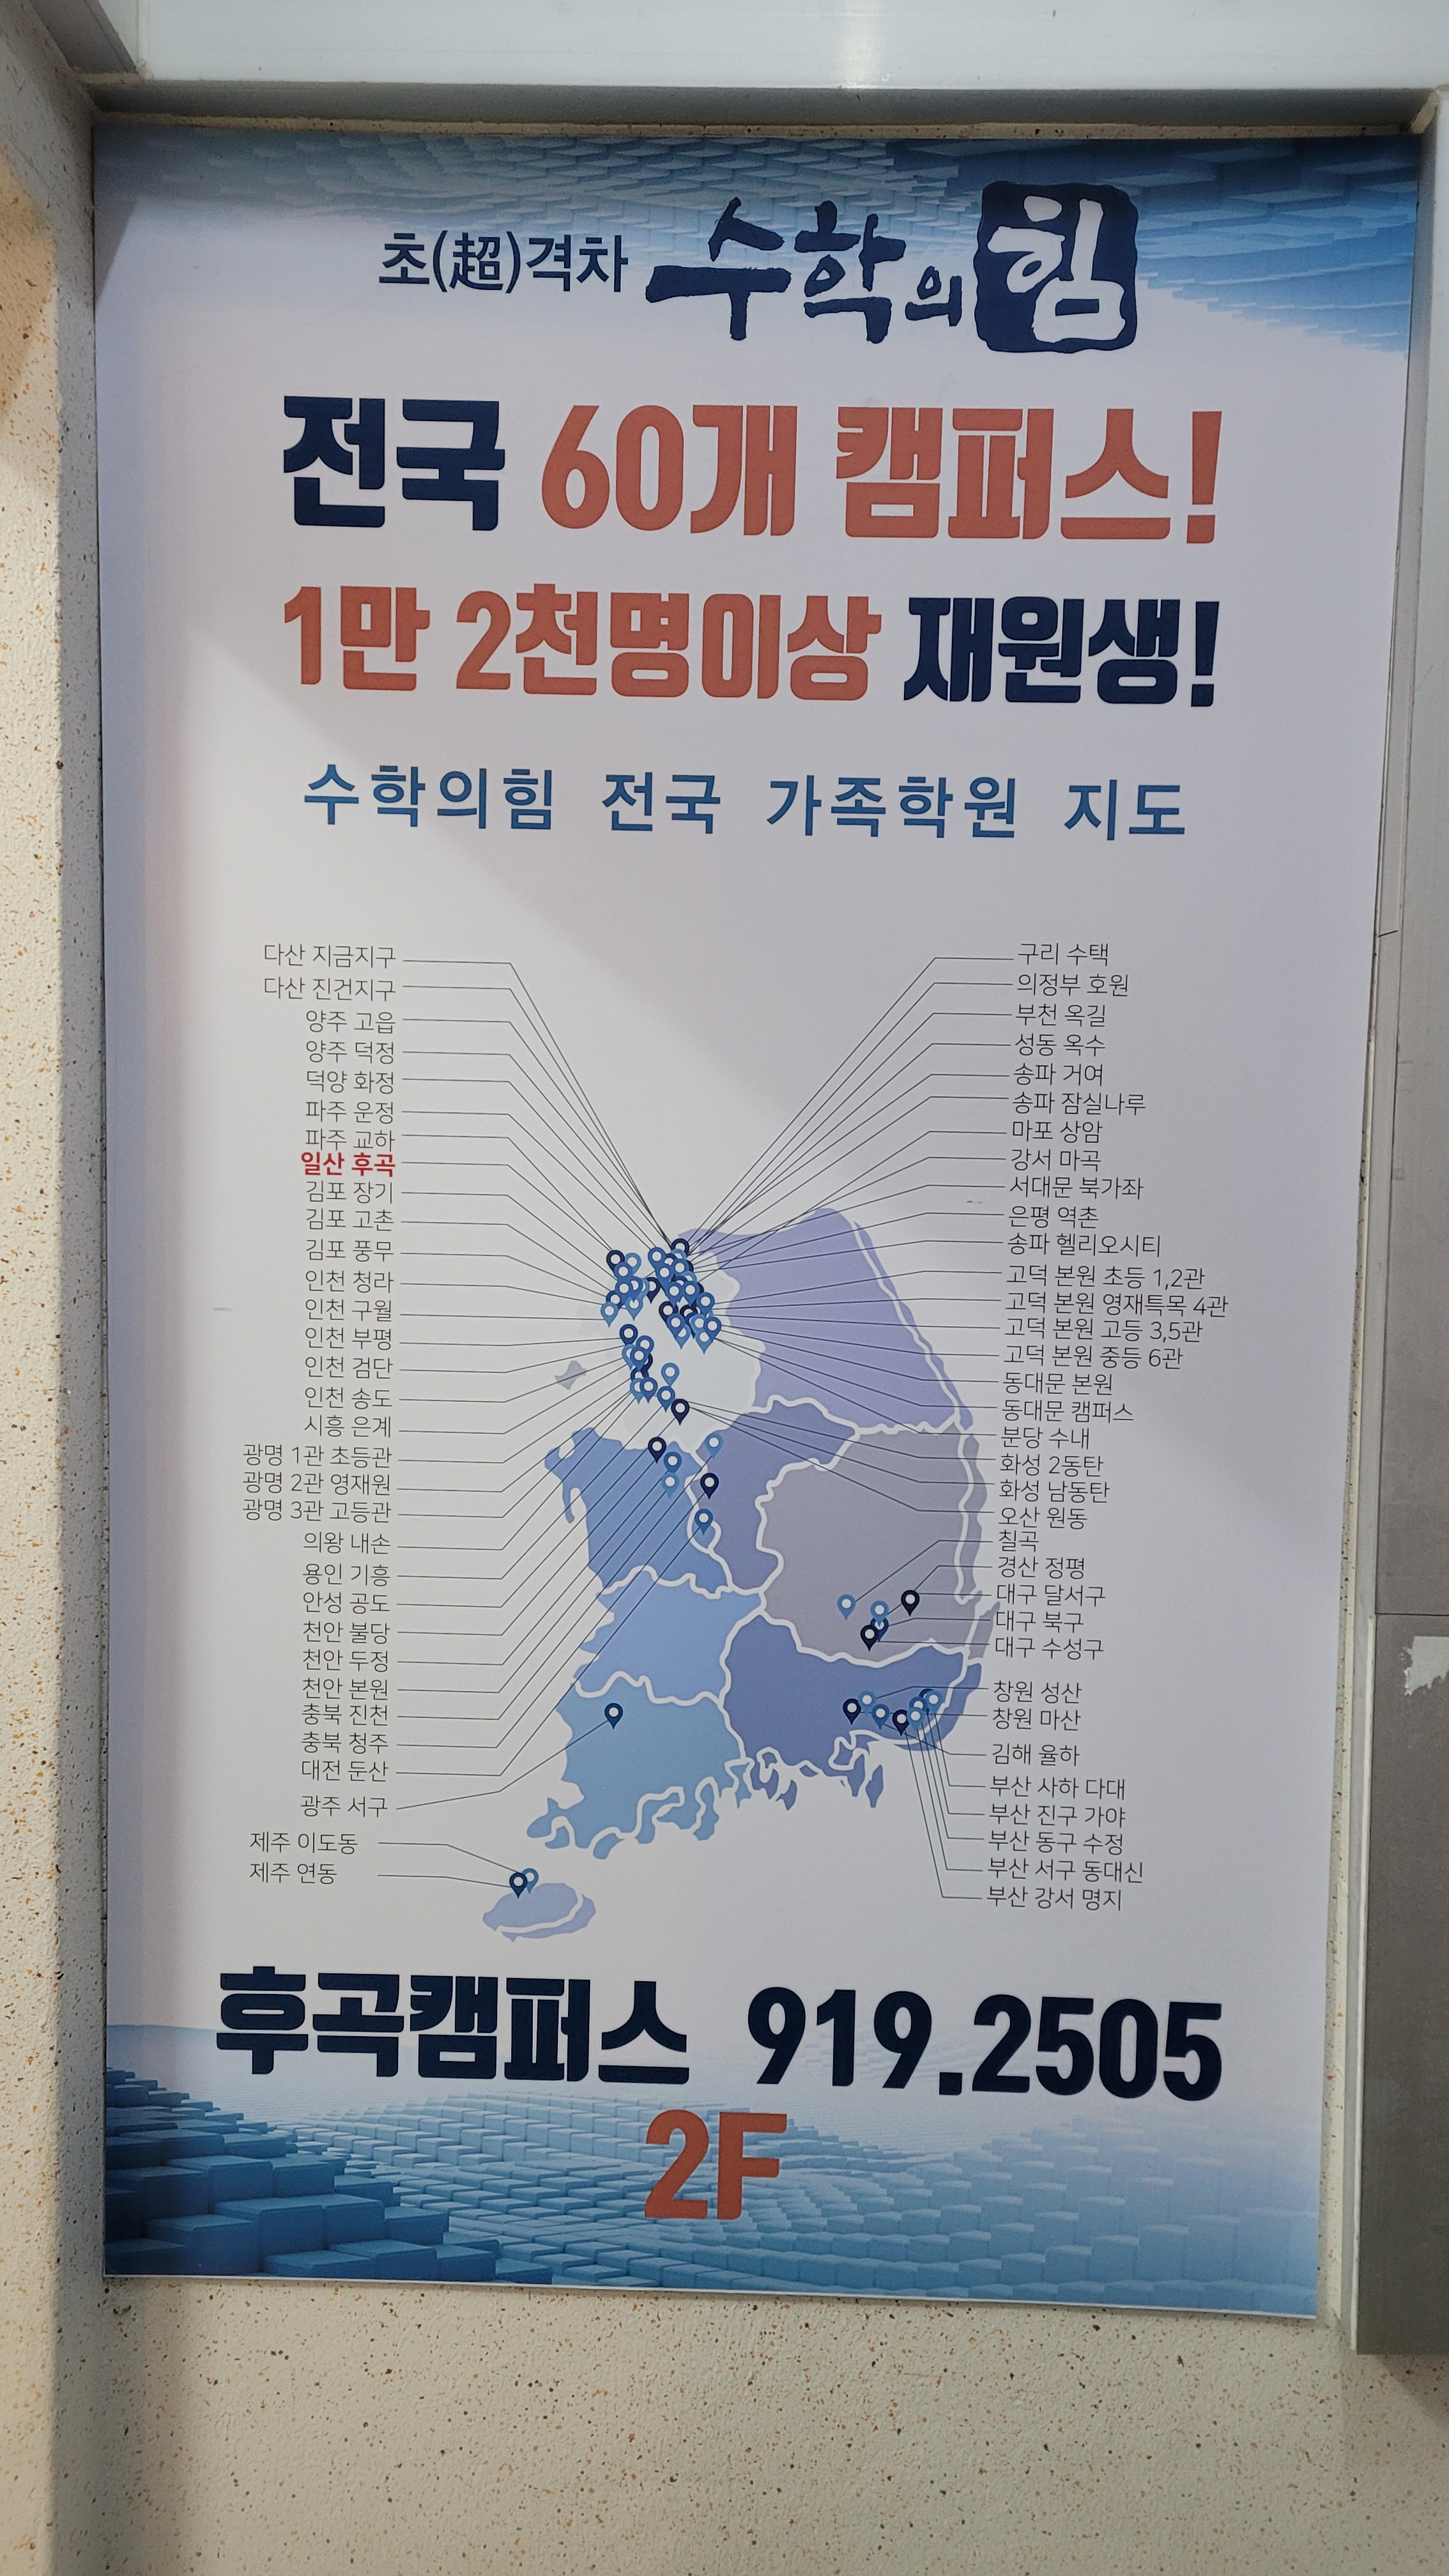 초(超)격차 수학의힘
전국 60개 캠퍼스!
1만 2천명이상 재원생!
수학의힘 전국 가족학원 지도
다산 지금지구
다산 진건지구
양주 고읍
양주 덕정
덕양 화정
파주 운정
파주 교하
일산 후곡
김포 장기
김포 고촌
김포 풍무
인천 청라
인천 구월
인천 부평
인천 검단
인천 송도
시흥 은계
광명 1관 초등관
광명 2관 영재원
광명 3관 고등관
의왕 내손
용인 기흥
안성 공도
천안 불당
천안 두정
천안 본원
충북 진천
충북 청주
대전 둔산
광주 서구
제주 이도동
제주 연동
구리 수택
의정부 호원
부천 옥길
성동 옥수
송파 거여
송파 잠실나루
마포 상암
강서 마곡
서대문 북가좌
은평 역촌
송파 헬리오시티
고덕 본원 초등 1,2관
고덕 본원 영재특목 4관
고덕 본원 고등 3,5관
고덕 본원 중등 6관
동대문 본원
동대문 캠퍼스
분당 수내
화성 2동탄
화성 남동탄
오산 원동
칠곡
경산 정평
대구 달서구
대구 북구
대구 수성구
창원 성산
창원 마산
김해 율하
부산 사하 다대
부산 진구 가야
부산 동구 수정
부산 서구 동대신
부산 강서 명지
후곡캠퍼스 919.2505
2F